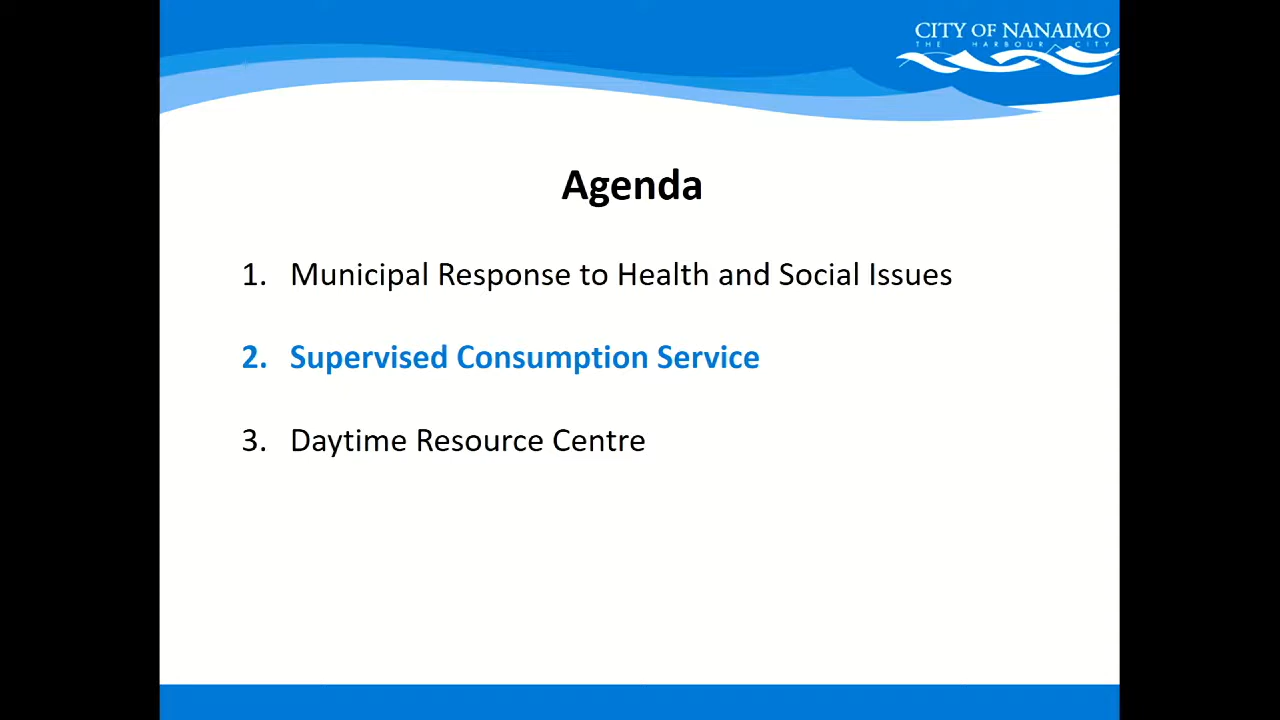 CITY OF NANAIMO
THE HARBOUR CITY
Agenda
1. Municipal Response to Health and Social Issues
2. Supervised Consumption Service
3. Daytime Resource Centre